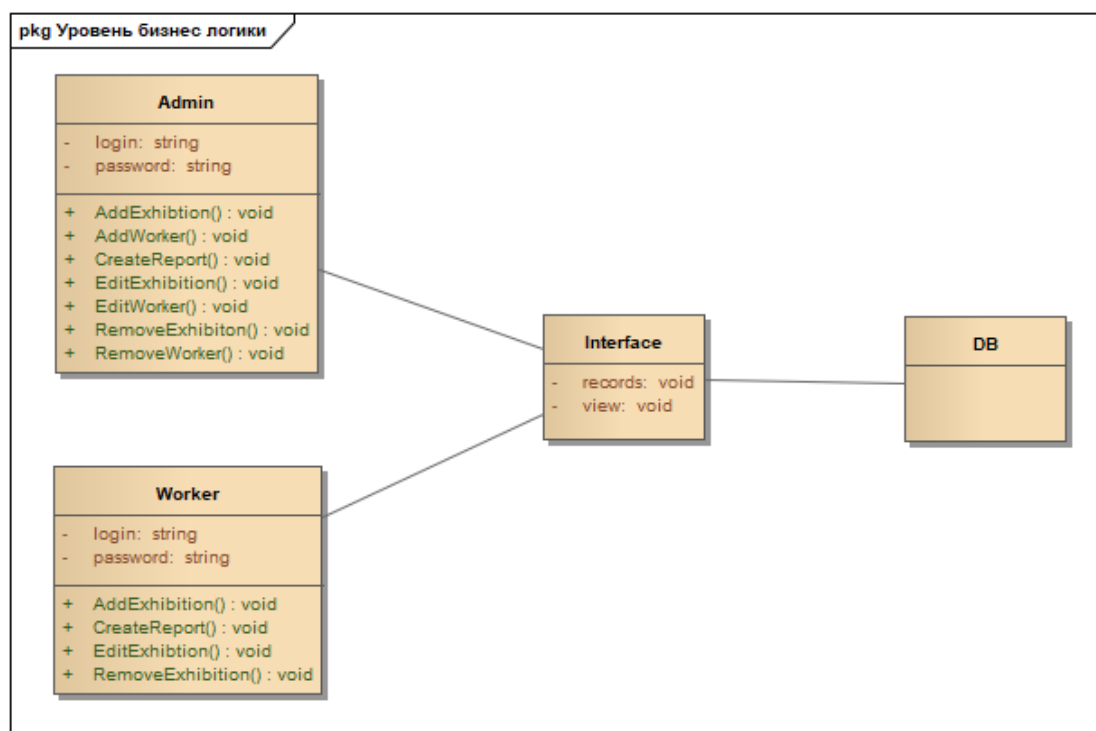 pkg Уровень бизнес логики
Admin
- login: string
- password: string
+ AddExhibtion() : void
+ AddWorker() : void
+ CreateReport() : void
+ EditExhibition() : void
+ EditWorker() : void
+ RemoveExhibiton() : void
+ RemoveWorker() : void
Interface
- records: void
- view: void
DB
Worker
- login: string
- password: string
+ AddExhibition() : void
+ CreateReport() : void
+ EditExhibtion() : void
+ RemoveExhibition() : void